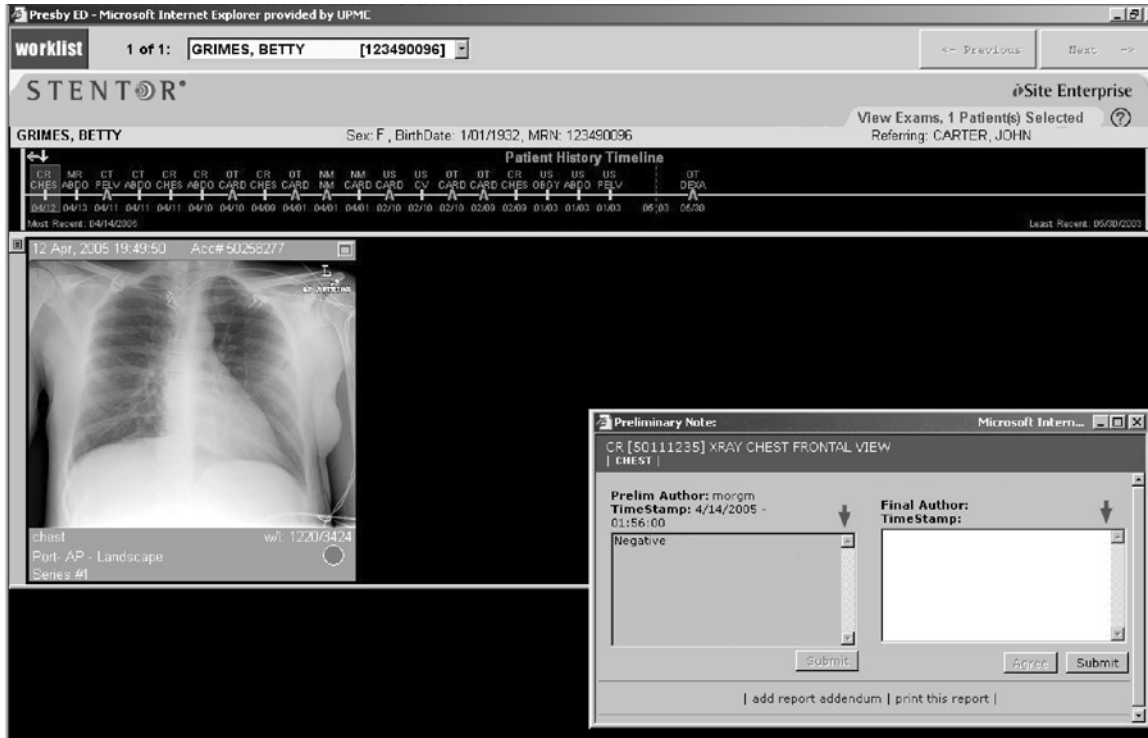 Presby ED - Microsoft Internet Explorer provided by UPMC
worklist 1 of 1: GRIMES, BETTY [123490096] <- Previous Next ->
STENTOR iSite Enterprise
View Exams, 1 Patient(s) Selected ?
GRIMES, BETTY Sex: F , BirthDate: 1/01/1932, MRN: 123490096 Referring: CARTER, JOHN
Patient History Timeline
CR MR CT CT CR CR OT CR OT NM NM US US OT OT CR US US US OT
CHES ABDO PELV ABDO CHES ABDO CARD CHES CARD NM CARD CARD CV CARD CARD CHES OBGY ABDO PELV DEXA
04/12 04/13 04/11 04/11 04/11 04/10 04/10 04/09 04/01 04/01 04/01 02/10 02/10 02/10 02/09 02/09 01/03 01/03 01/03 06/03 05/30
Most Recent: 04/14/2005 Least Recent: 05/30/2003
12 Apr, 2005 19:49:50 Acc# 50258277
L
chest w/l: 1220/3424
Port- AP - Landscape
Series #1
Preliminary Note: Microsoft Intern...
CR [50111235] XRAY CHEST FRONTAL VIEW
| CHEST |
Prelim Author: morgm
TimeStamp: 4/14/2005 -
01:56:00
Negative
Submit
Final Author:
TimeStamp:
Agree Submit
| add report addendum | print this report |